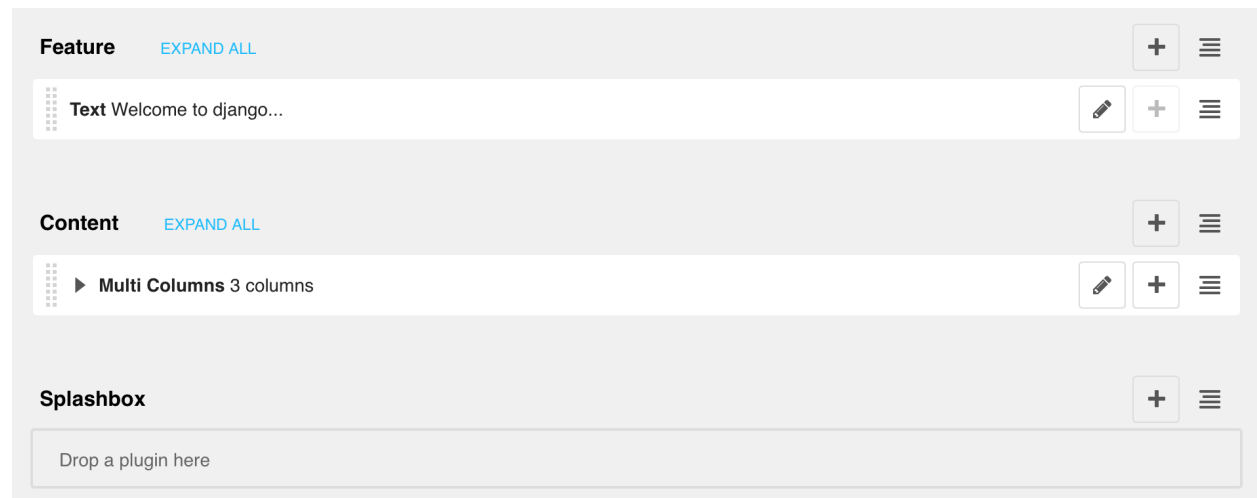 Feature EXPAND ALL
Text Welcome to django...
Content EXPAND ALL
Multi Columns 3 columns
Splashbox
Drop a plugin here